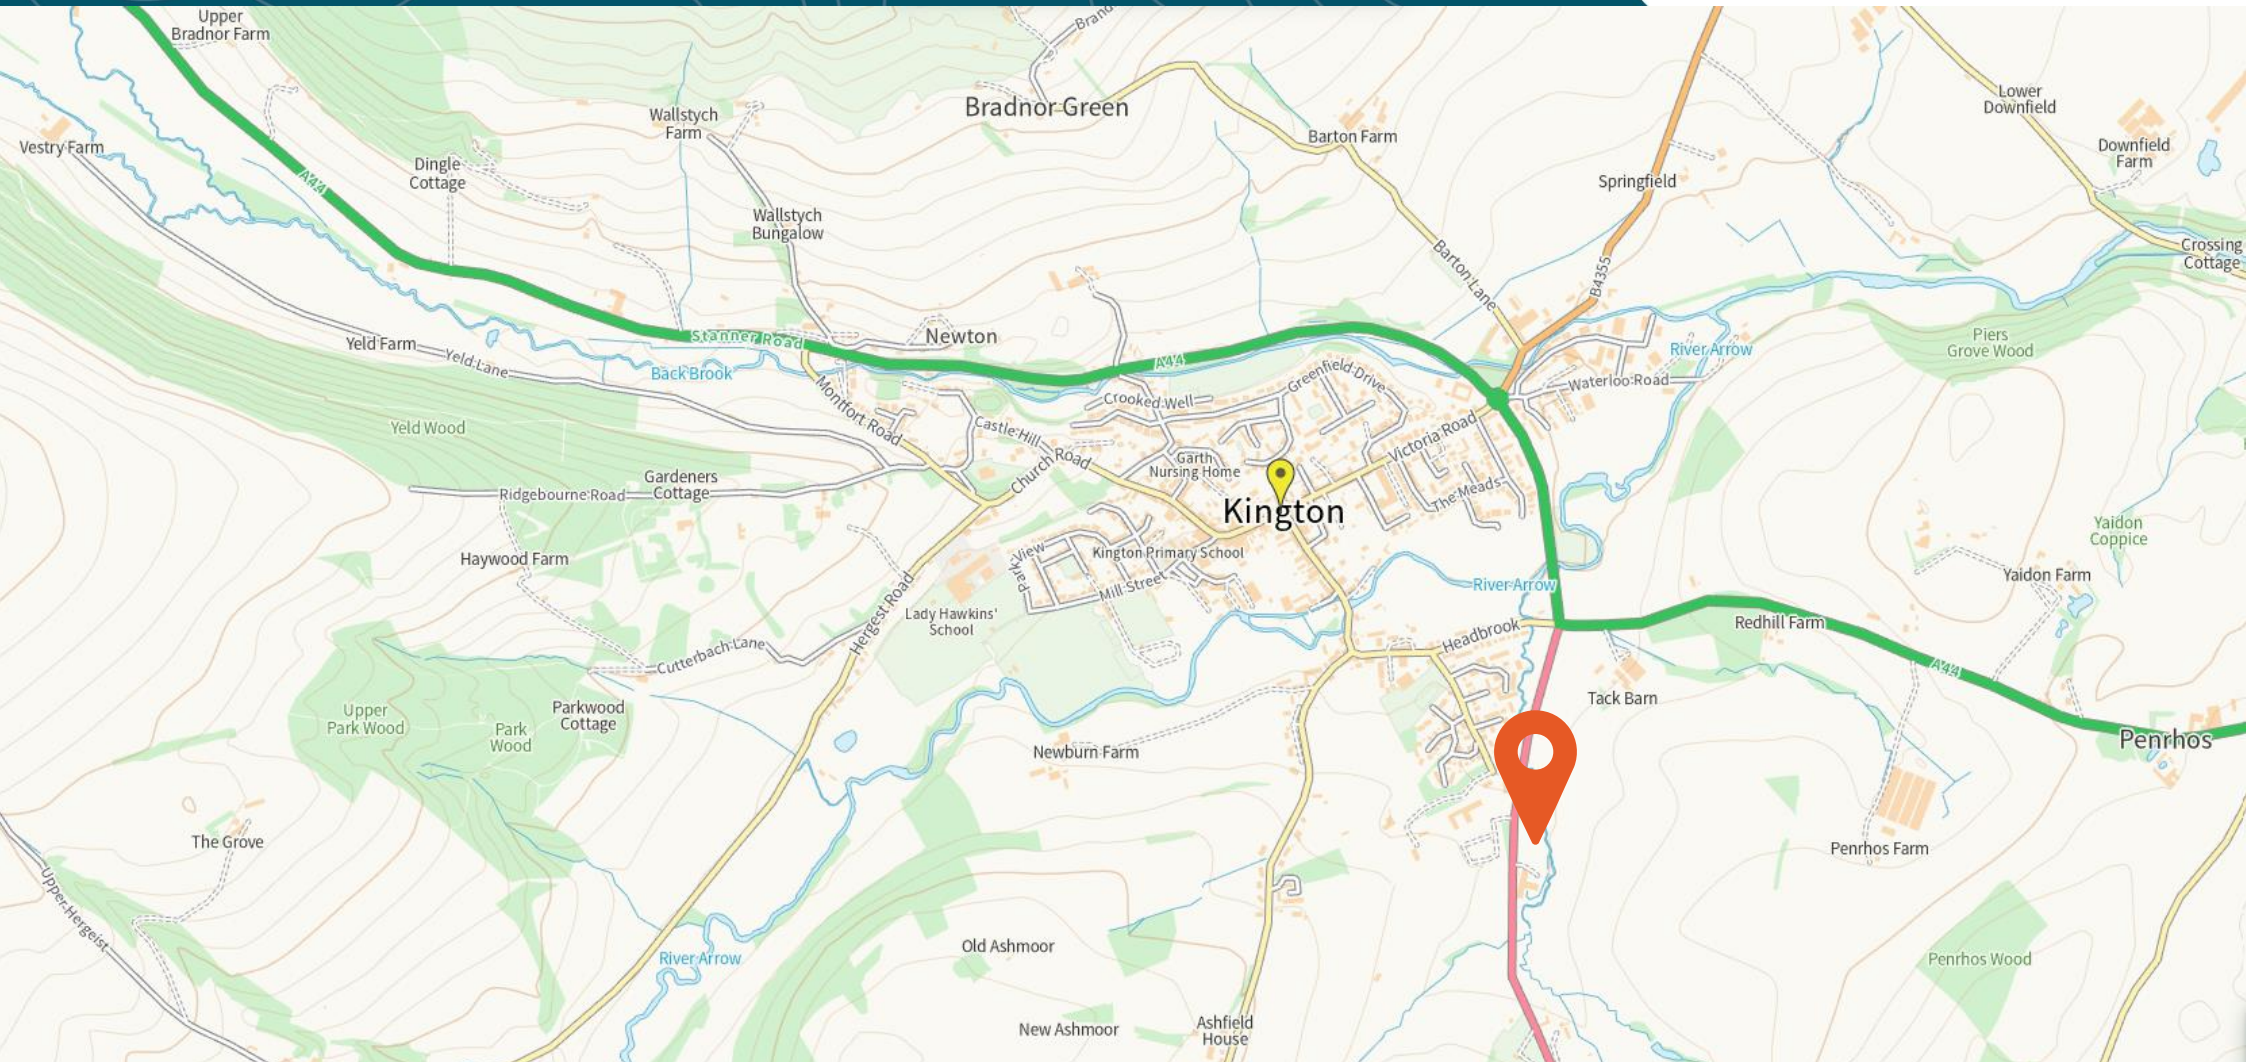 Upper
Bradnor Farm
Brand
Bradnor Green
Wallstych
Farm
Barton Farm
Lower
Downfield
Downfield
Farm
Vestry Farm
Dingle
Cottage
A44
Springfield
Wallstych
Bungalow
Barton Lane
B4355
Crossing
Cottage
Stanner Road
Newton
A44
Yeld Farm
Yeld Lane
Back Brook
River Arrow
Piers
Grove Wood
Montfort Road
Crooked Well
Greenfield Drive
Waterloo Road
Yeld Wood
Castle Hill
Church Road
Victoria Road
Garth
Nursing Home
Gardeners
Cottage
Ridgebourne Road
The Meads
Kington
Haywood Farm
Park View
Kington Primary School
Mill Street
River Arrow
Yaidon
Coppice
Yaidon Farm
Lady Hawkins'
School
Hergest Road
Headbrook
Redhill Farm
Cutterbach Lane
A44
Parkwood
Cottage
Upper
Park Wood
Park
Wood
Tack Barn
Newburn Farm
Penrhos
The Grove
Penrhos Farm
Upper Hergeist
Old Ashmoor
River Arrow
Penrhos Wood
New Ashmoor
Ashfield
House